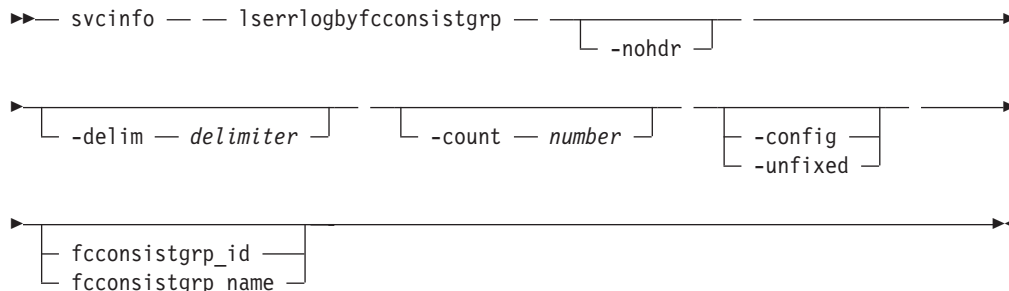 svcinfo lserrlogbyfcconsistgrp
-nohdr
-delim delimiter -count number -config
-unfixed
fcconsistgrp_id
fcconsistgrp_name